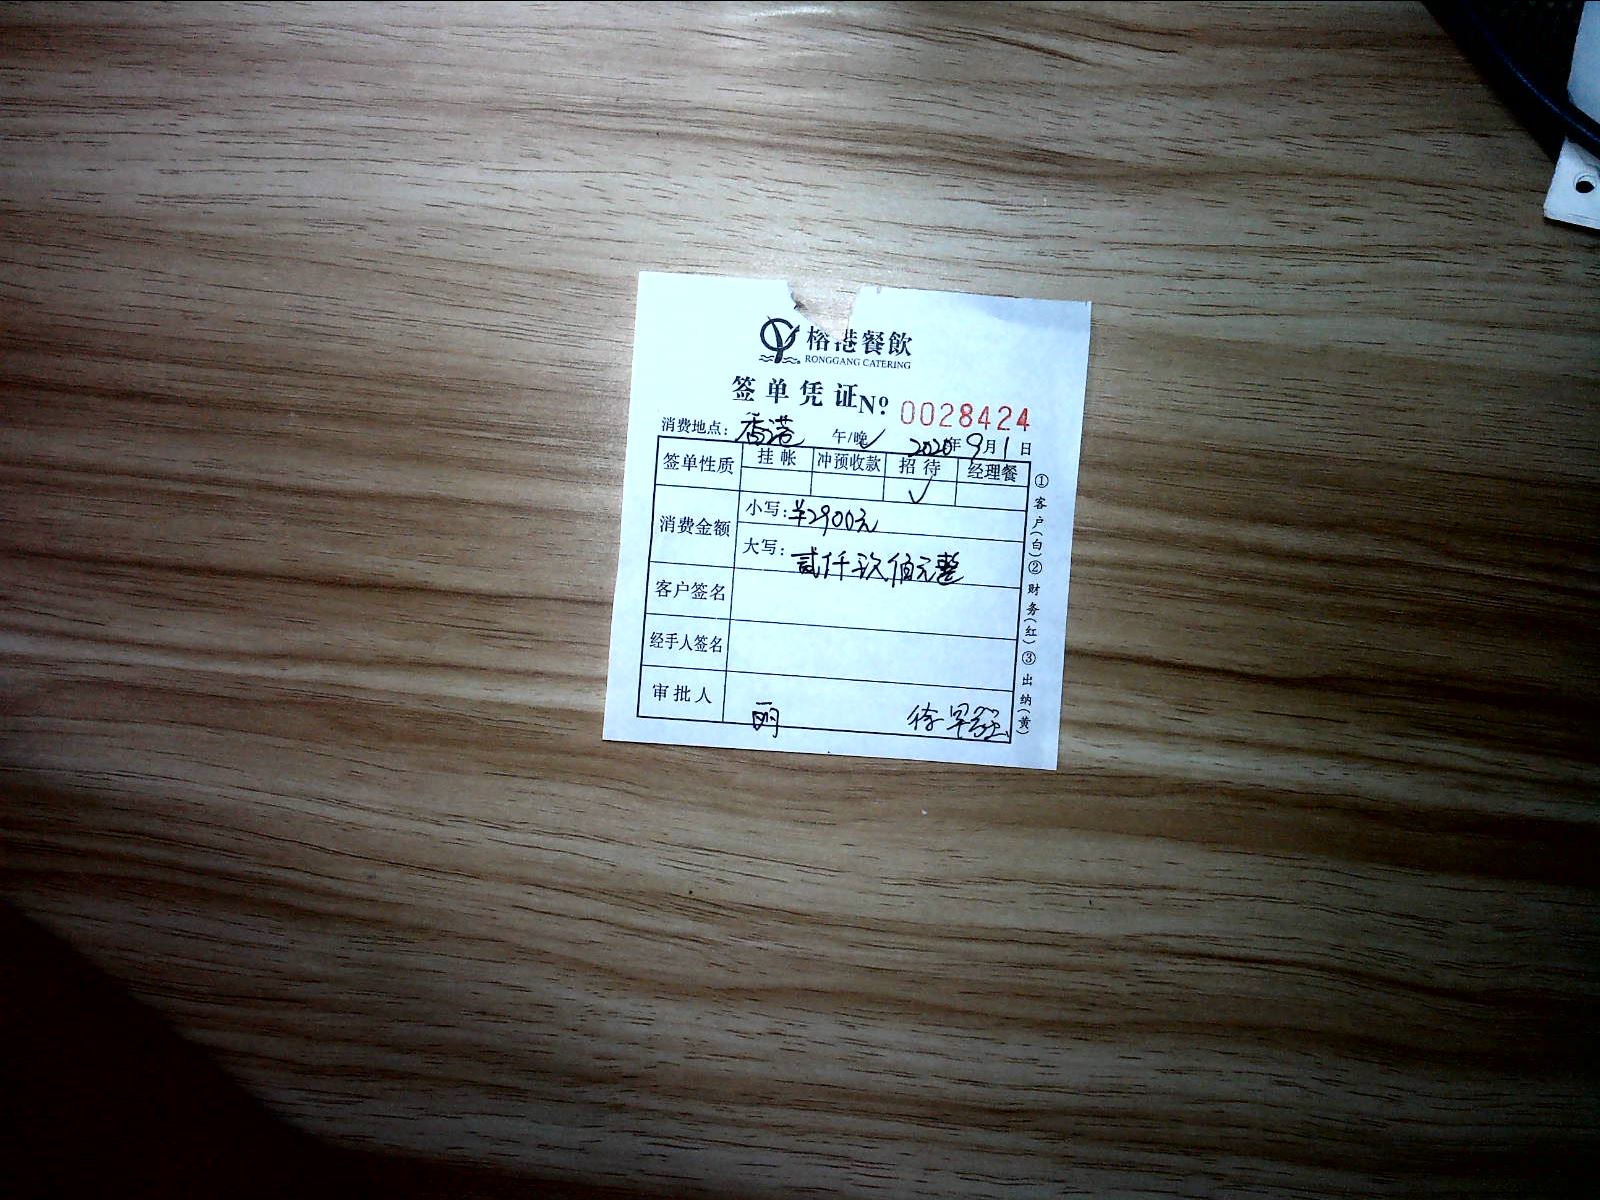 榕港餐飲
RONGGANG CATERING
签单凭证 Nº 0028424
消费地点:香港 午/晚✓ 2020年9月1日
签单性质 挂帐 冲预收款 招待 经理餐
✓
消费金额 小写:¥2900元
大写:贰仟玖佰元整
客户签名
经手人签名
审批人 丽 徐
①客户(白)②财务(红)③出纳(黄)